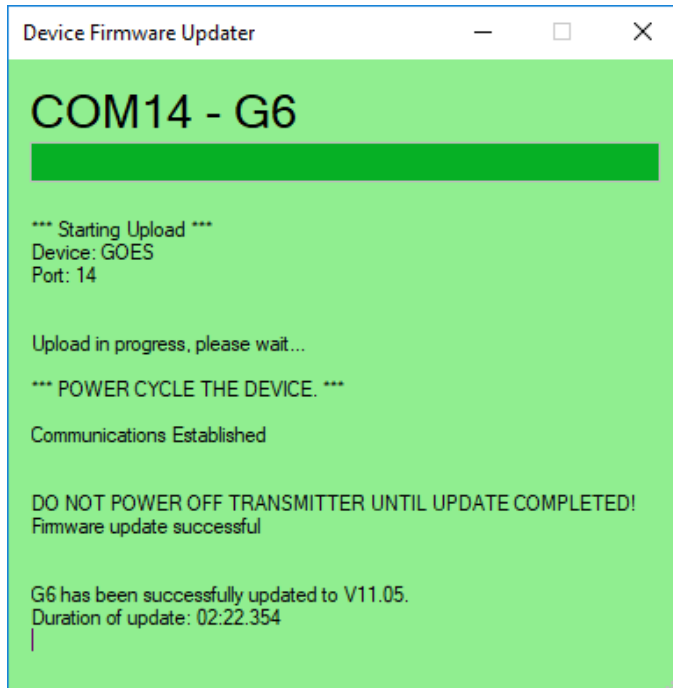 Device Firmware Updater
COM14 - G6
*** Starting Upload ***
Device: GOES
Port: 14
Upload in progress, please wait...
*** POWER CYCLE THE DEVICE. ***
Communications Established
DO NOT POWER OFF TRANSMITTER UNTIL UPDATE COMPLETED!
Firmware update successful
G6 has been successfully updated to V11.05.
Duration of update: 02:22.354